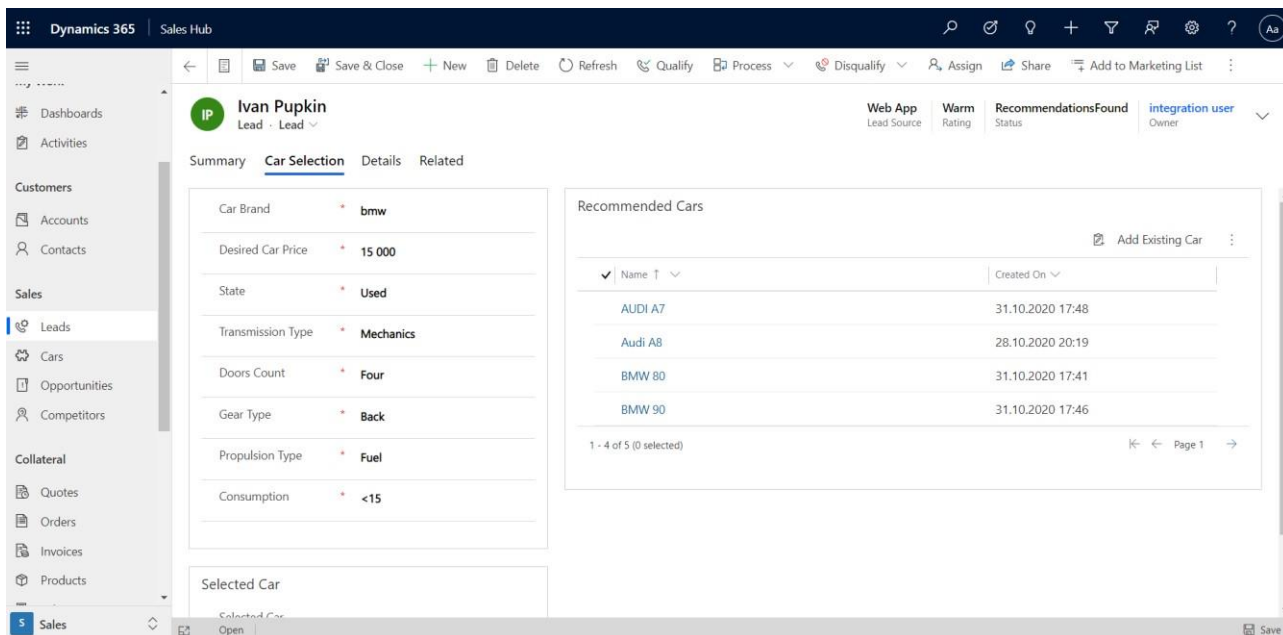 Dynamics 365 Sales Hub
Aa
Save Save & Close New Delete Refresh Qualify Process Disqualify Assign Share Add to Marketing List
Dashboards
Activities
Customers
Accounts
Contacts
Sales
Leads
Cars
Opportunities
Competitors
Collateral
Quotes
Orders
Invoices
Products
S Sales
IP
Ivan Pupkin
Lead · Lead
Web App
Lead Source
Warm
Rating
RecommendationsFound
Status
integration user
Owner
Summary Car Selection Details Related
Car Brand * bmw
Desired Car Price * 15 000
State * Used
Transmission Type * Mechanics
Doors Count * Four
Gear Type * Back
Propulsion Type * Fuel
Consumption * <15
Selected Car
Selected Car
Recommended Cars
Add Existing Car
Name ↑ Created On
AUDI A7 31.10.2020 17:48
Audi A8 28.10.2020 20:19
BMW 80 31.10.2020 17:41
BMW 90 31.10.2020 17:46
1 - 4 of 5 (0 selected) Page 1
Open Save